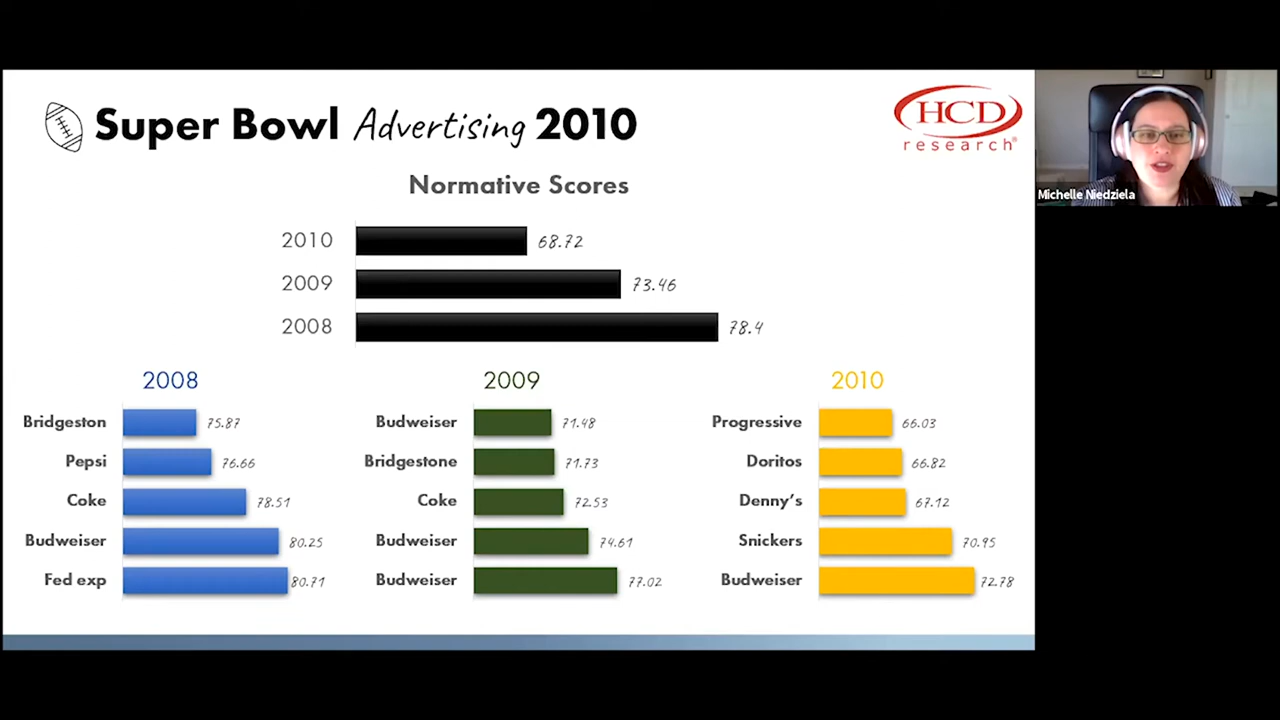 Super Bowl Advertising 2010
HCD
research®
Michelle Niedziela
Normative Scores
2010 68.72
2009 73.46
2008 78.4
2008
Bridgeston 75.87
Pepsi 76.66
Coke 78.51
Budweiser 80.25
Fed exp 80.71
2009
Budweiser 71.48
Bridgestone 71.73
Coke 72.53
Budweiser 74.61
Budweiser 77.02
2010
Progressive 66.03
Doritos 66.82
Denny's 67.12
Snickers 70.95
Budweiser 72.78